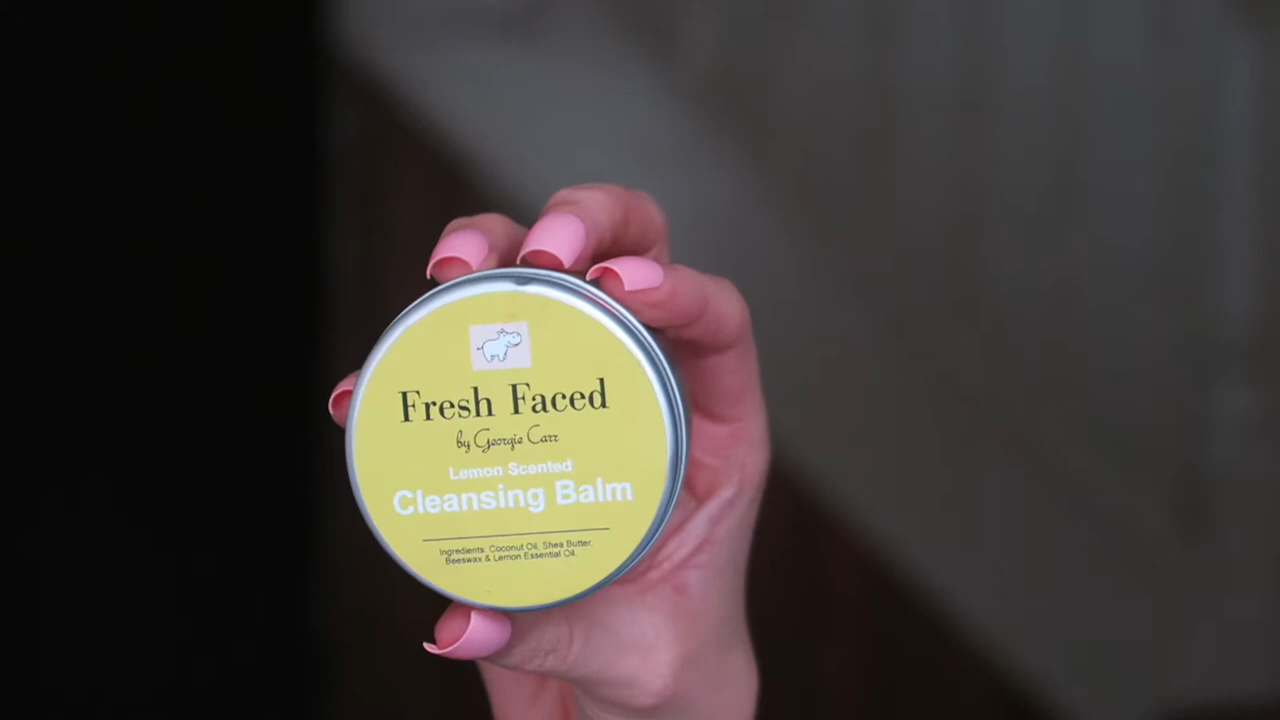 Fresh Faced
by Georgie Carr
Lemon Scented
Cleansing Balm
Ingredients: Coconut Oil, Shea Butter,
Beeswax & Lemon Essential Oil.